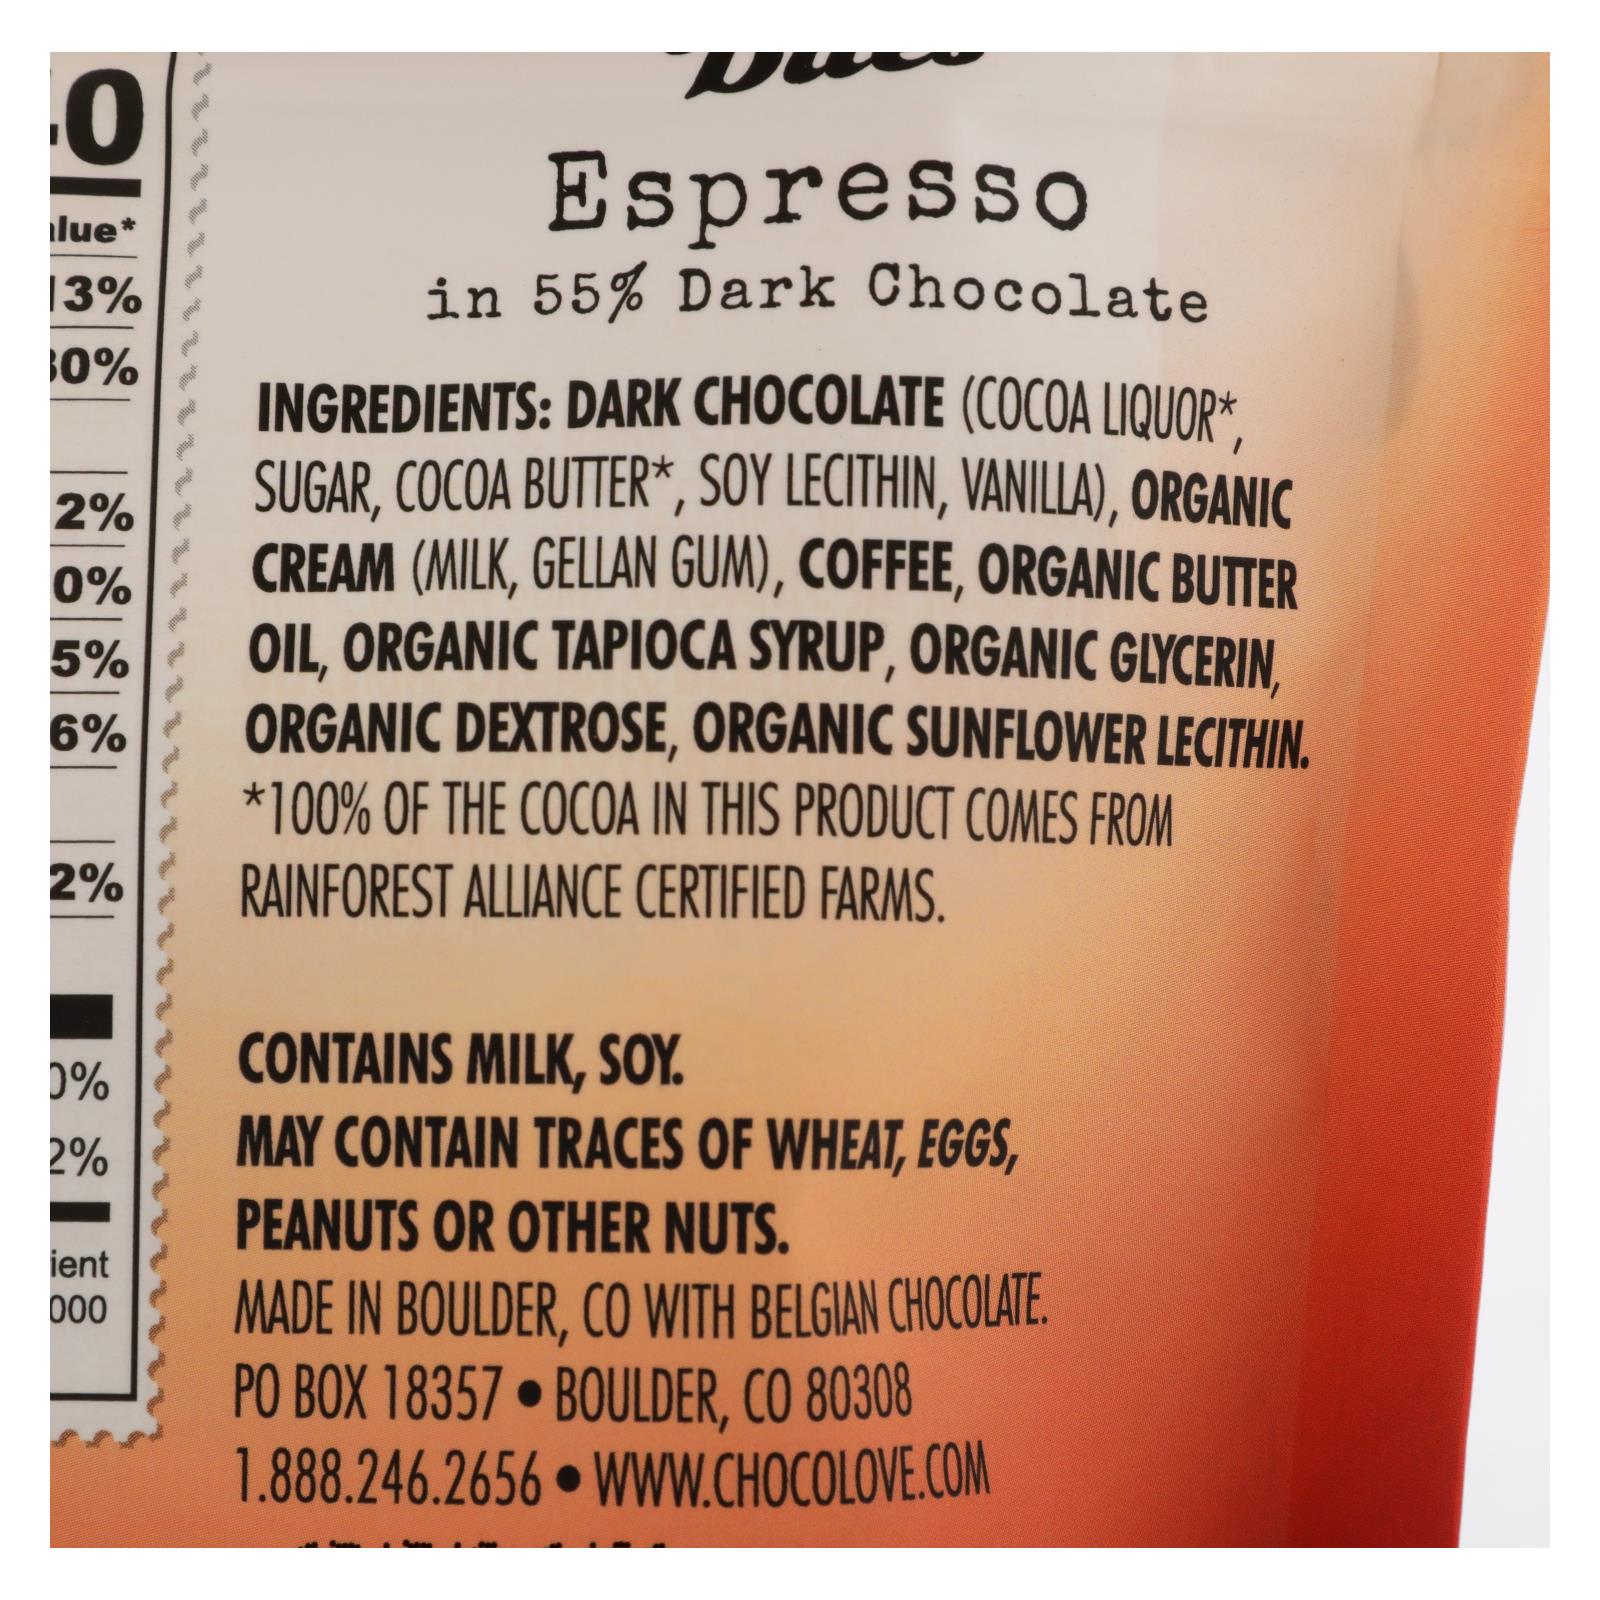 Espresso
in 55% Dark Chocolate
INGREDIENTS: DARK CHOCOLATE (COCOA LIQUOR*,
SUGAR, COCOA BUTTER*, SOY LECITHIN, VANILLA), ORGANIC
CREAM (MILK, GELLAN GUM), COFFEE, ORGANIC BUTTER
OIL, ORGANIC TAPIOCA SYRUP, ORGANIC GLYCERIN,
ORGANIC DEXTROSE, ORGANIC SUNFLOWER LECITHIN.
*100% OF THE COCOA IN THIS PRODUCT COMES FROM
RAINFOREST ALLIANCE CERTIFIED FARMS.
CONTAINS MILK, SOY.
MAY CONTAIN TRACES OF WHEAT, EGGS,
PEANUTS OR OTHER NUTS.
MADE IN BOULDER, CO WITH BELGIAN CHOCOLATE.
PO BOX 18357 • BOULDER, CO 80308
1.888.246.2656 • WWW.CHOCOLOVE.COM